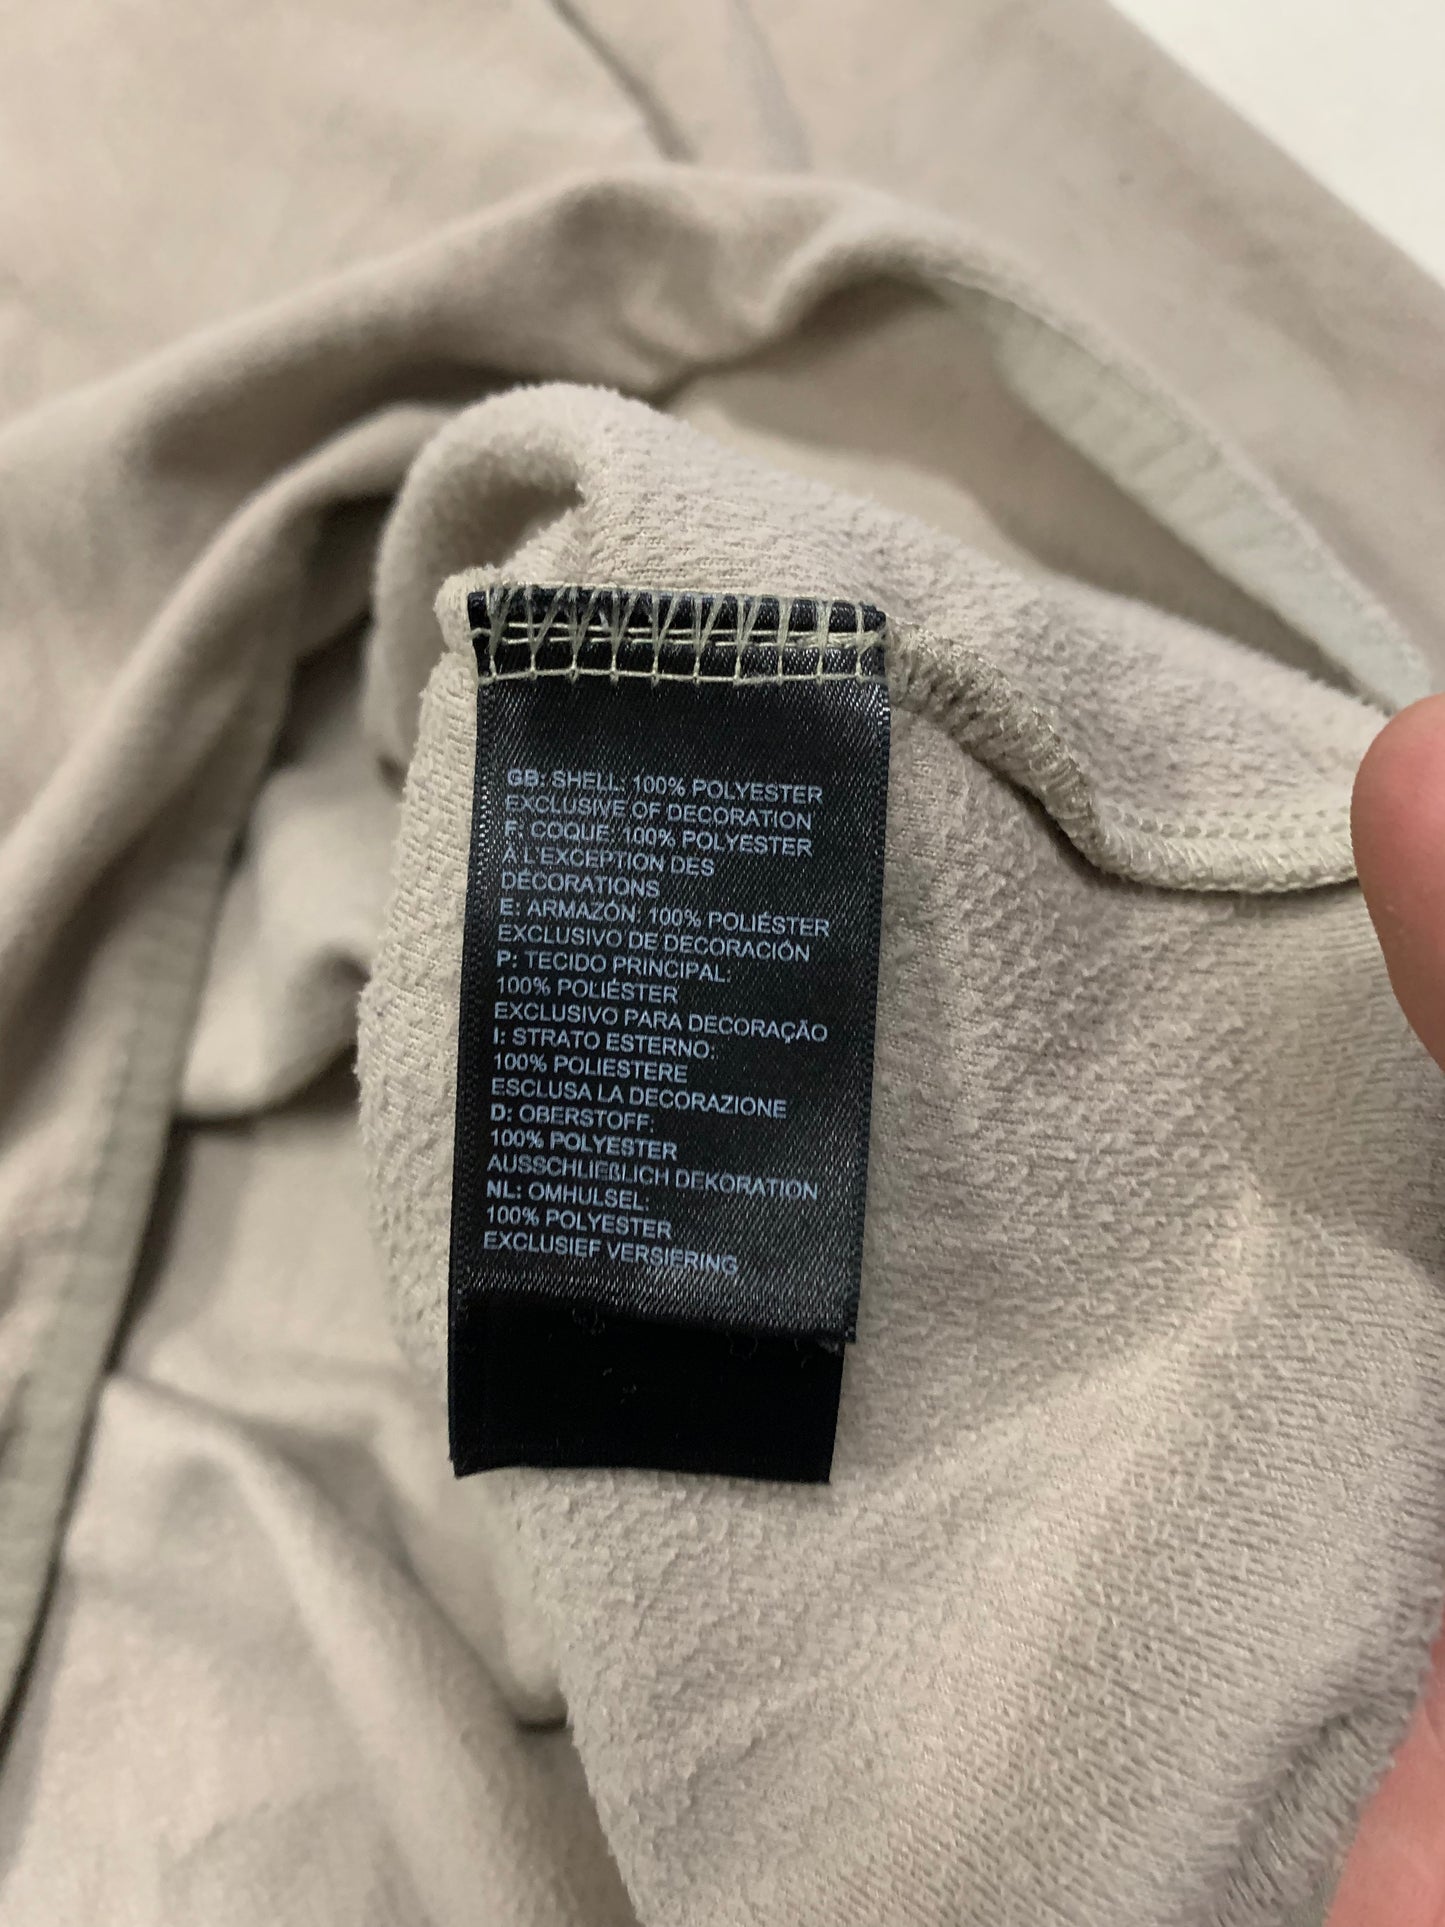 GB: SHELL: 100% POLYESTER
EXCLUSIVE OF DECORATION
F: COQUE: 100% POLYESTER
À L'EXCEPTION DES
DÉCORATIONS
E: ARMAZÓN: 100% POLIÉSTER
EXCLUSIVO DE DECORACIÓN
P: TECIDO PRINCIPAL:
100% POLIÉSTER
EXCLUSIVO PARA DECORAÇÃO
I: STRATO ESTERNO:
100% POLIESTERE
ESCLUSA LA DECORAZIONE
D: OBERSTOFF:
100% POLYESTER
AUSSCHLIEßLICH DEKORATION
NL: OMHULSEL:
100% POLYESTER
EXCLUSIEF VERSIERING